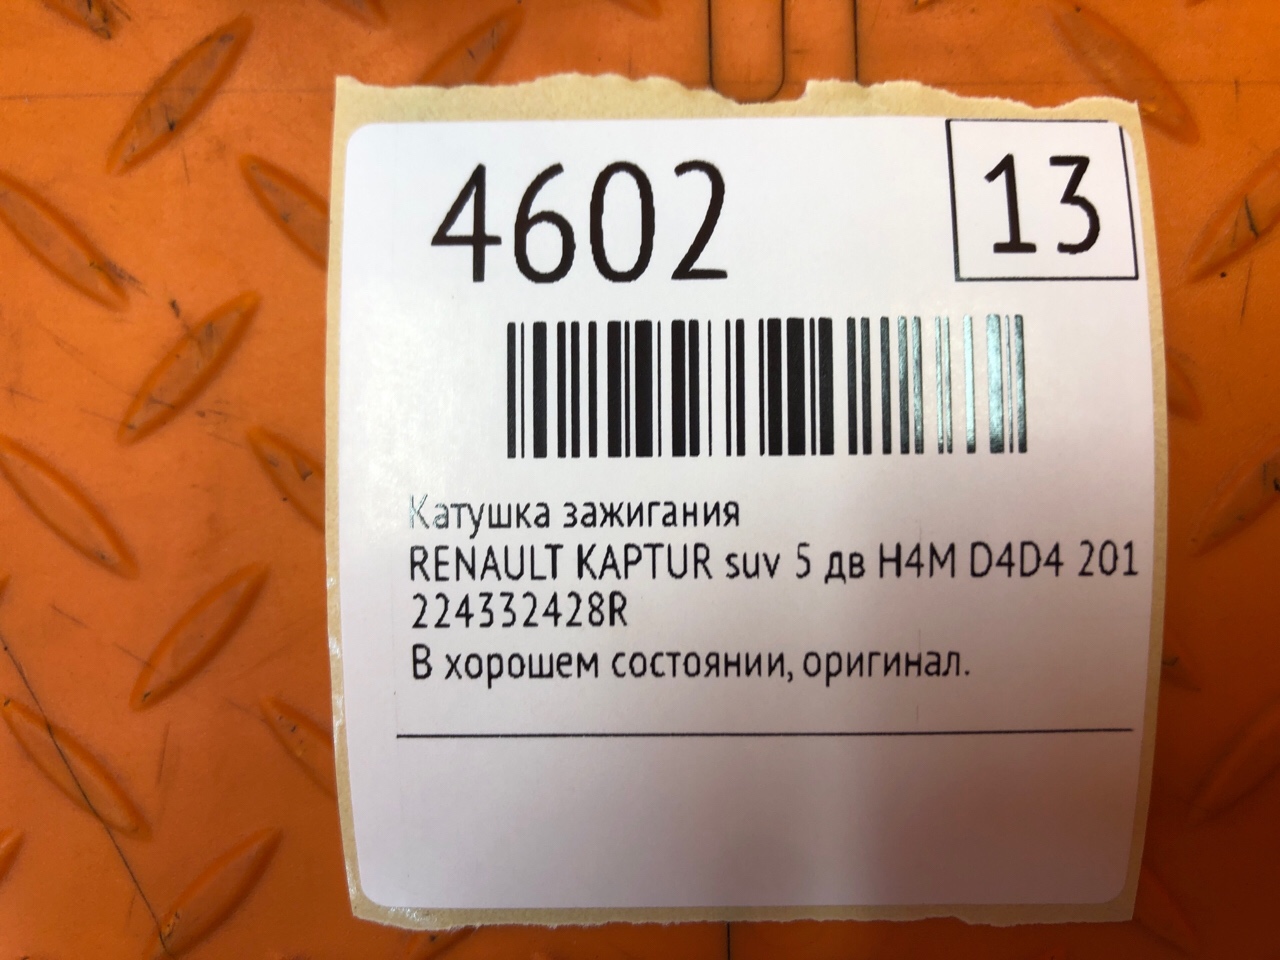 4602
13
Катушка зажигания
RENAULT KAPTUR suv 5 дв H4M D4D4 201
224332428R
В хорошем состоянии, оригинал.